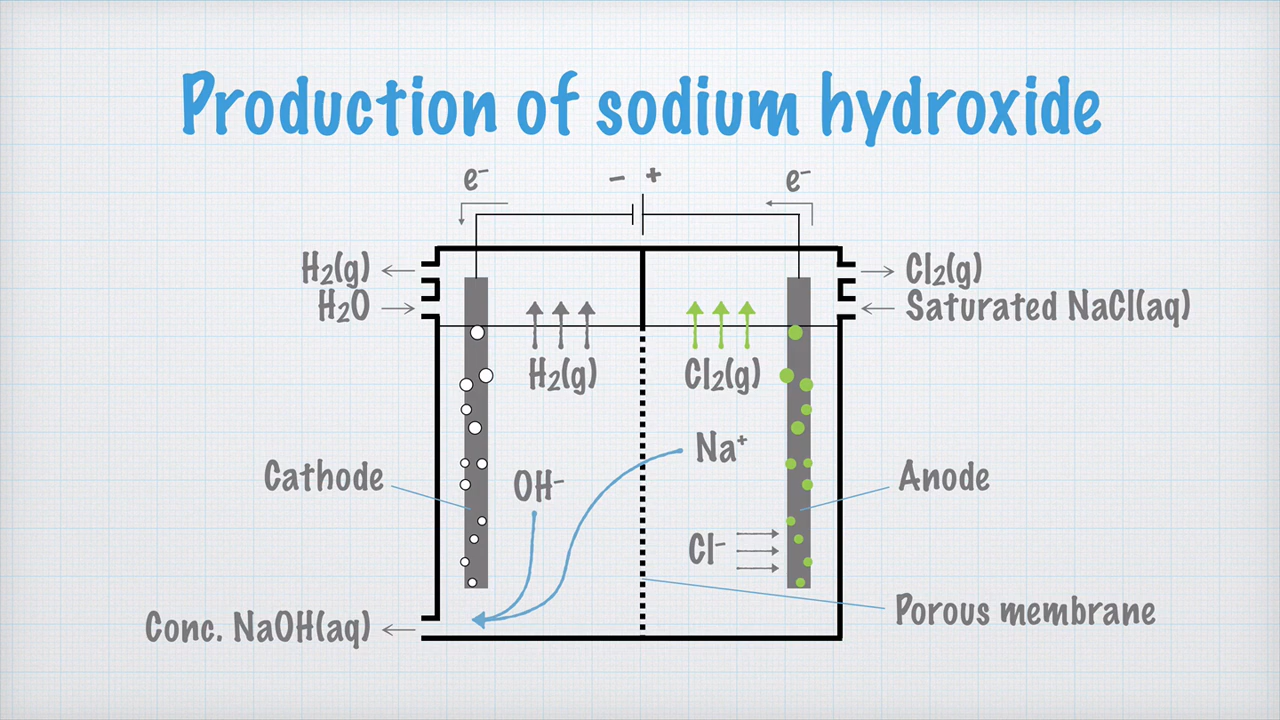 Production of sodium hydroxide
e⁻
− +
e⁻
H₂(g)
H₂O
Cl₂(g)
Saturated NaCl(aq)
H₂(g)
Cl₂(g)
Na⁺
Cathode
OH⁻
Anode
Cl⁻
Porous membrane
Conc. NaOH(aq)